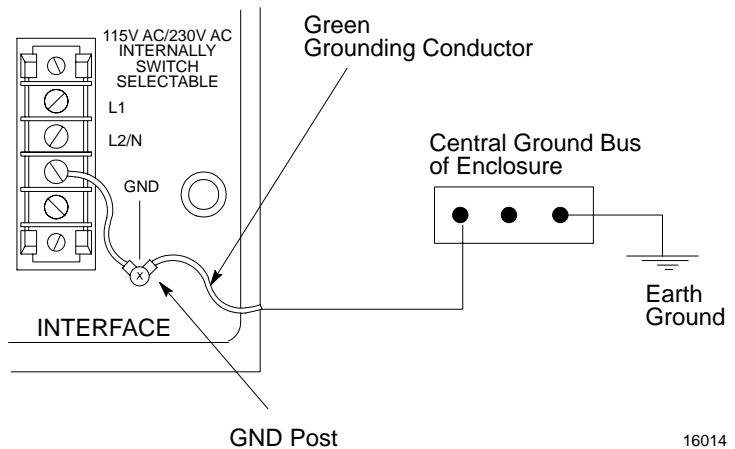 115V AC/230V AC
INTERNALLY
SWITCH
SELECTABLE
L1
L2/N
GND
X
INTERFACE
Green
Grounding Conductor
Central Ground Bus
of Enclosure
Earth
Ground
GND Post
16014